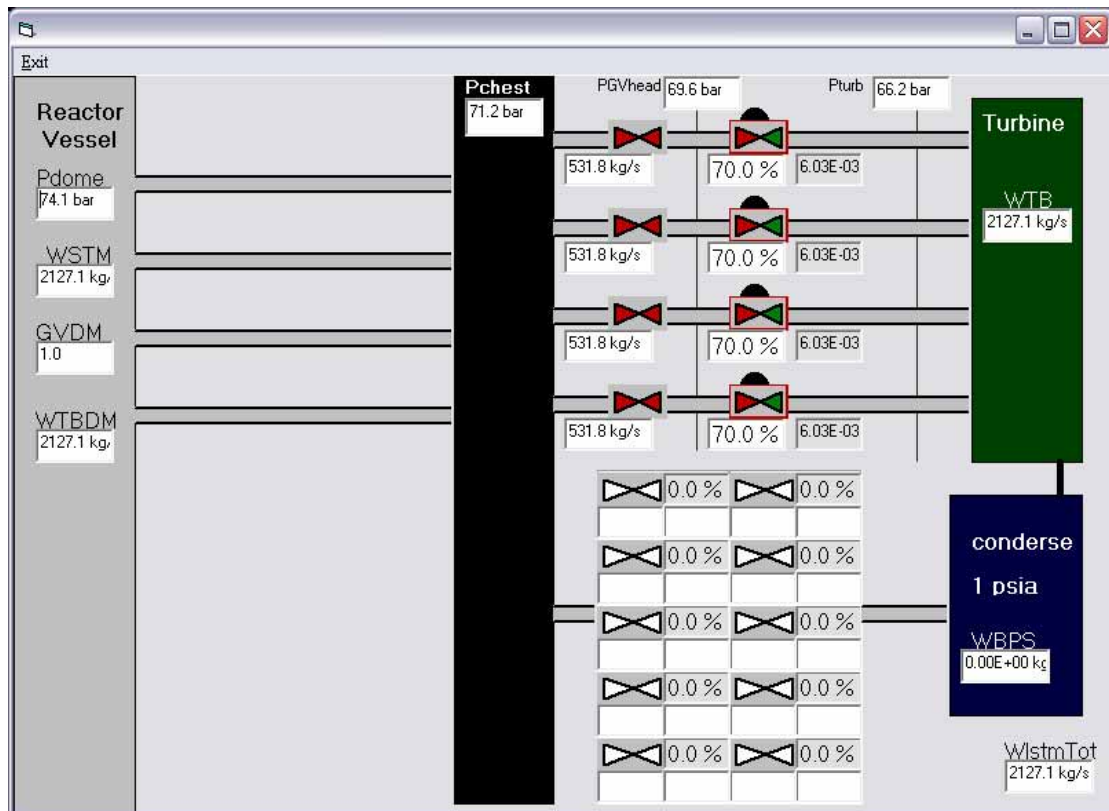 Exit
Reactor
Vessel
Pdome
74.1 bar
WSTM
2127.1 kg/
GVDM
1.0
WTBDM
2127.1 kg/
Pchest
71.2 bar
PGVhead 69.6 bar
Pturb 66.2 bar
531.8 kg/s 70.0 % 6.03E-03
531.8 kg/s 70.0 % 6.03E-03
531.8 kg/s 70.0 % 6.03E-03
531.8 kg/s 70.0 % 6.03E-03
Turbine
WTB
2127.1 kg/s
0.0 % 0.0 %
0.0 % 0.0 %
0.0 % 0.0 %
0.0 % 0.0 %
0.0 % 0.0 %
conderse
1 psia
WBPS
0.00E+00 kg
WlstmTot
2127.1 kg/s